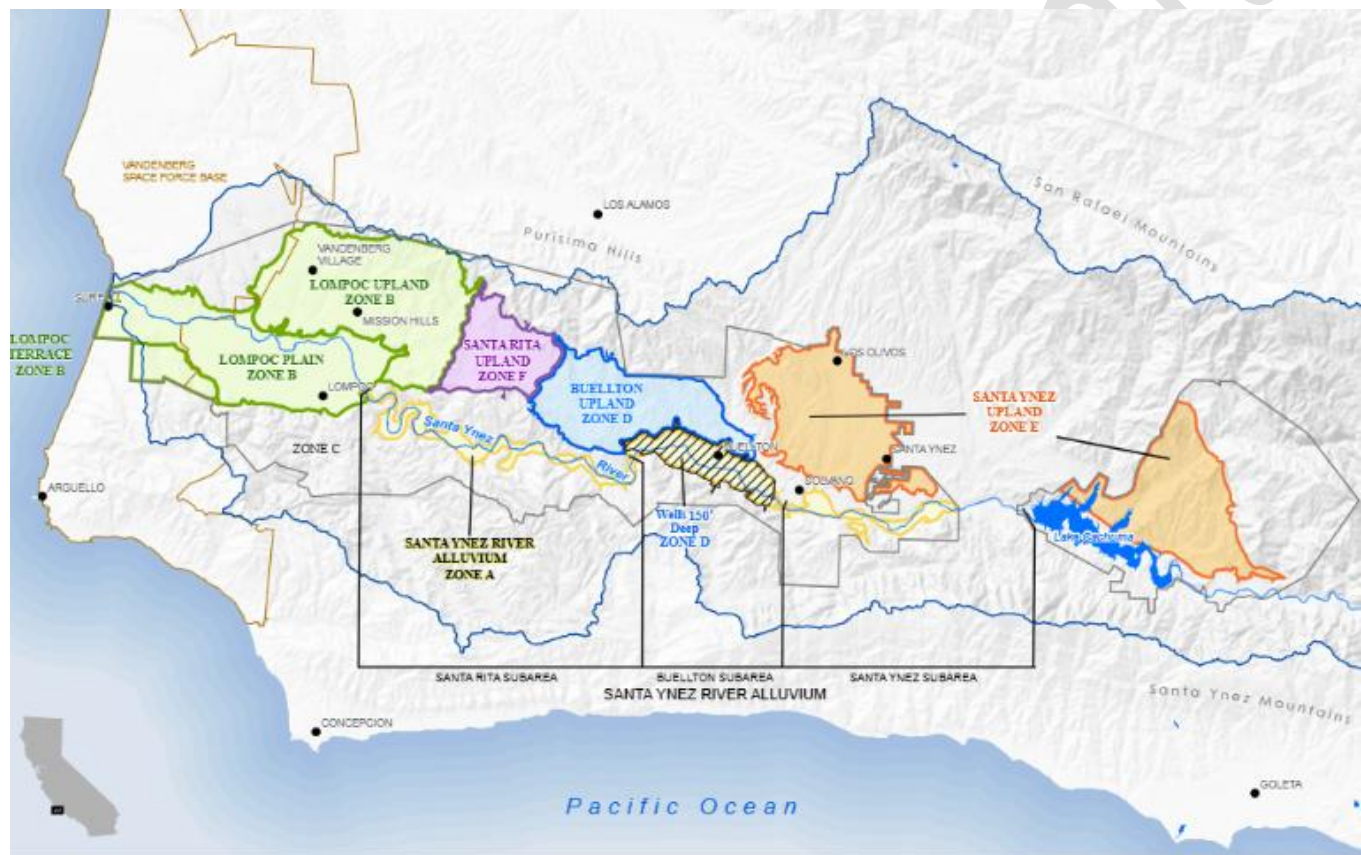 VANDENBERG
SPACE FORCE BASE
LOS ALAMOS
San Rafael Mountains
Purisima Hills
VANDENBERG
VILLAGE
LOMPOC UPLAND
ZONE B
MISSION HILLS
LOMPOC
TERRACE
ZONE B
LOMPOC PLAIN
ZONE B
LOMPOC
SANTA RITA
UPLAND
ZONE F
BUELLTON
UPLAND
ZONE D
SANTA YNEZ
UPLAND
ZONE E
SANTA YNEZ
Santa Ynez
River
ZONE C
BUELLTON
SOLVANG
ARGUELLO
Wells 150'
Deep
ZONE D
SANTA YNEZ RIVER
ALLUVIUM
ZONE A
Lake Cachuma
SANTA RITA SUBAREA
BUELLTON SUBAREA
SANTA YNEZ SUBAREA
SANTA YNEZ RIVER ALLUVIUM
Santa Ynez Mountains
CONCEPCION
GOLETA
Pacific Ocean